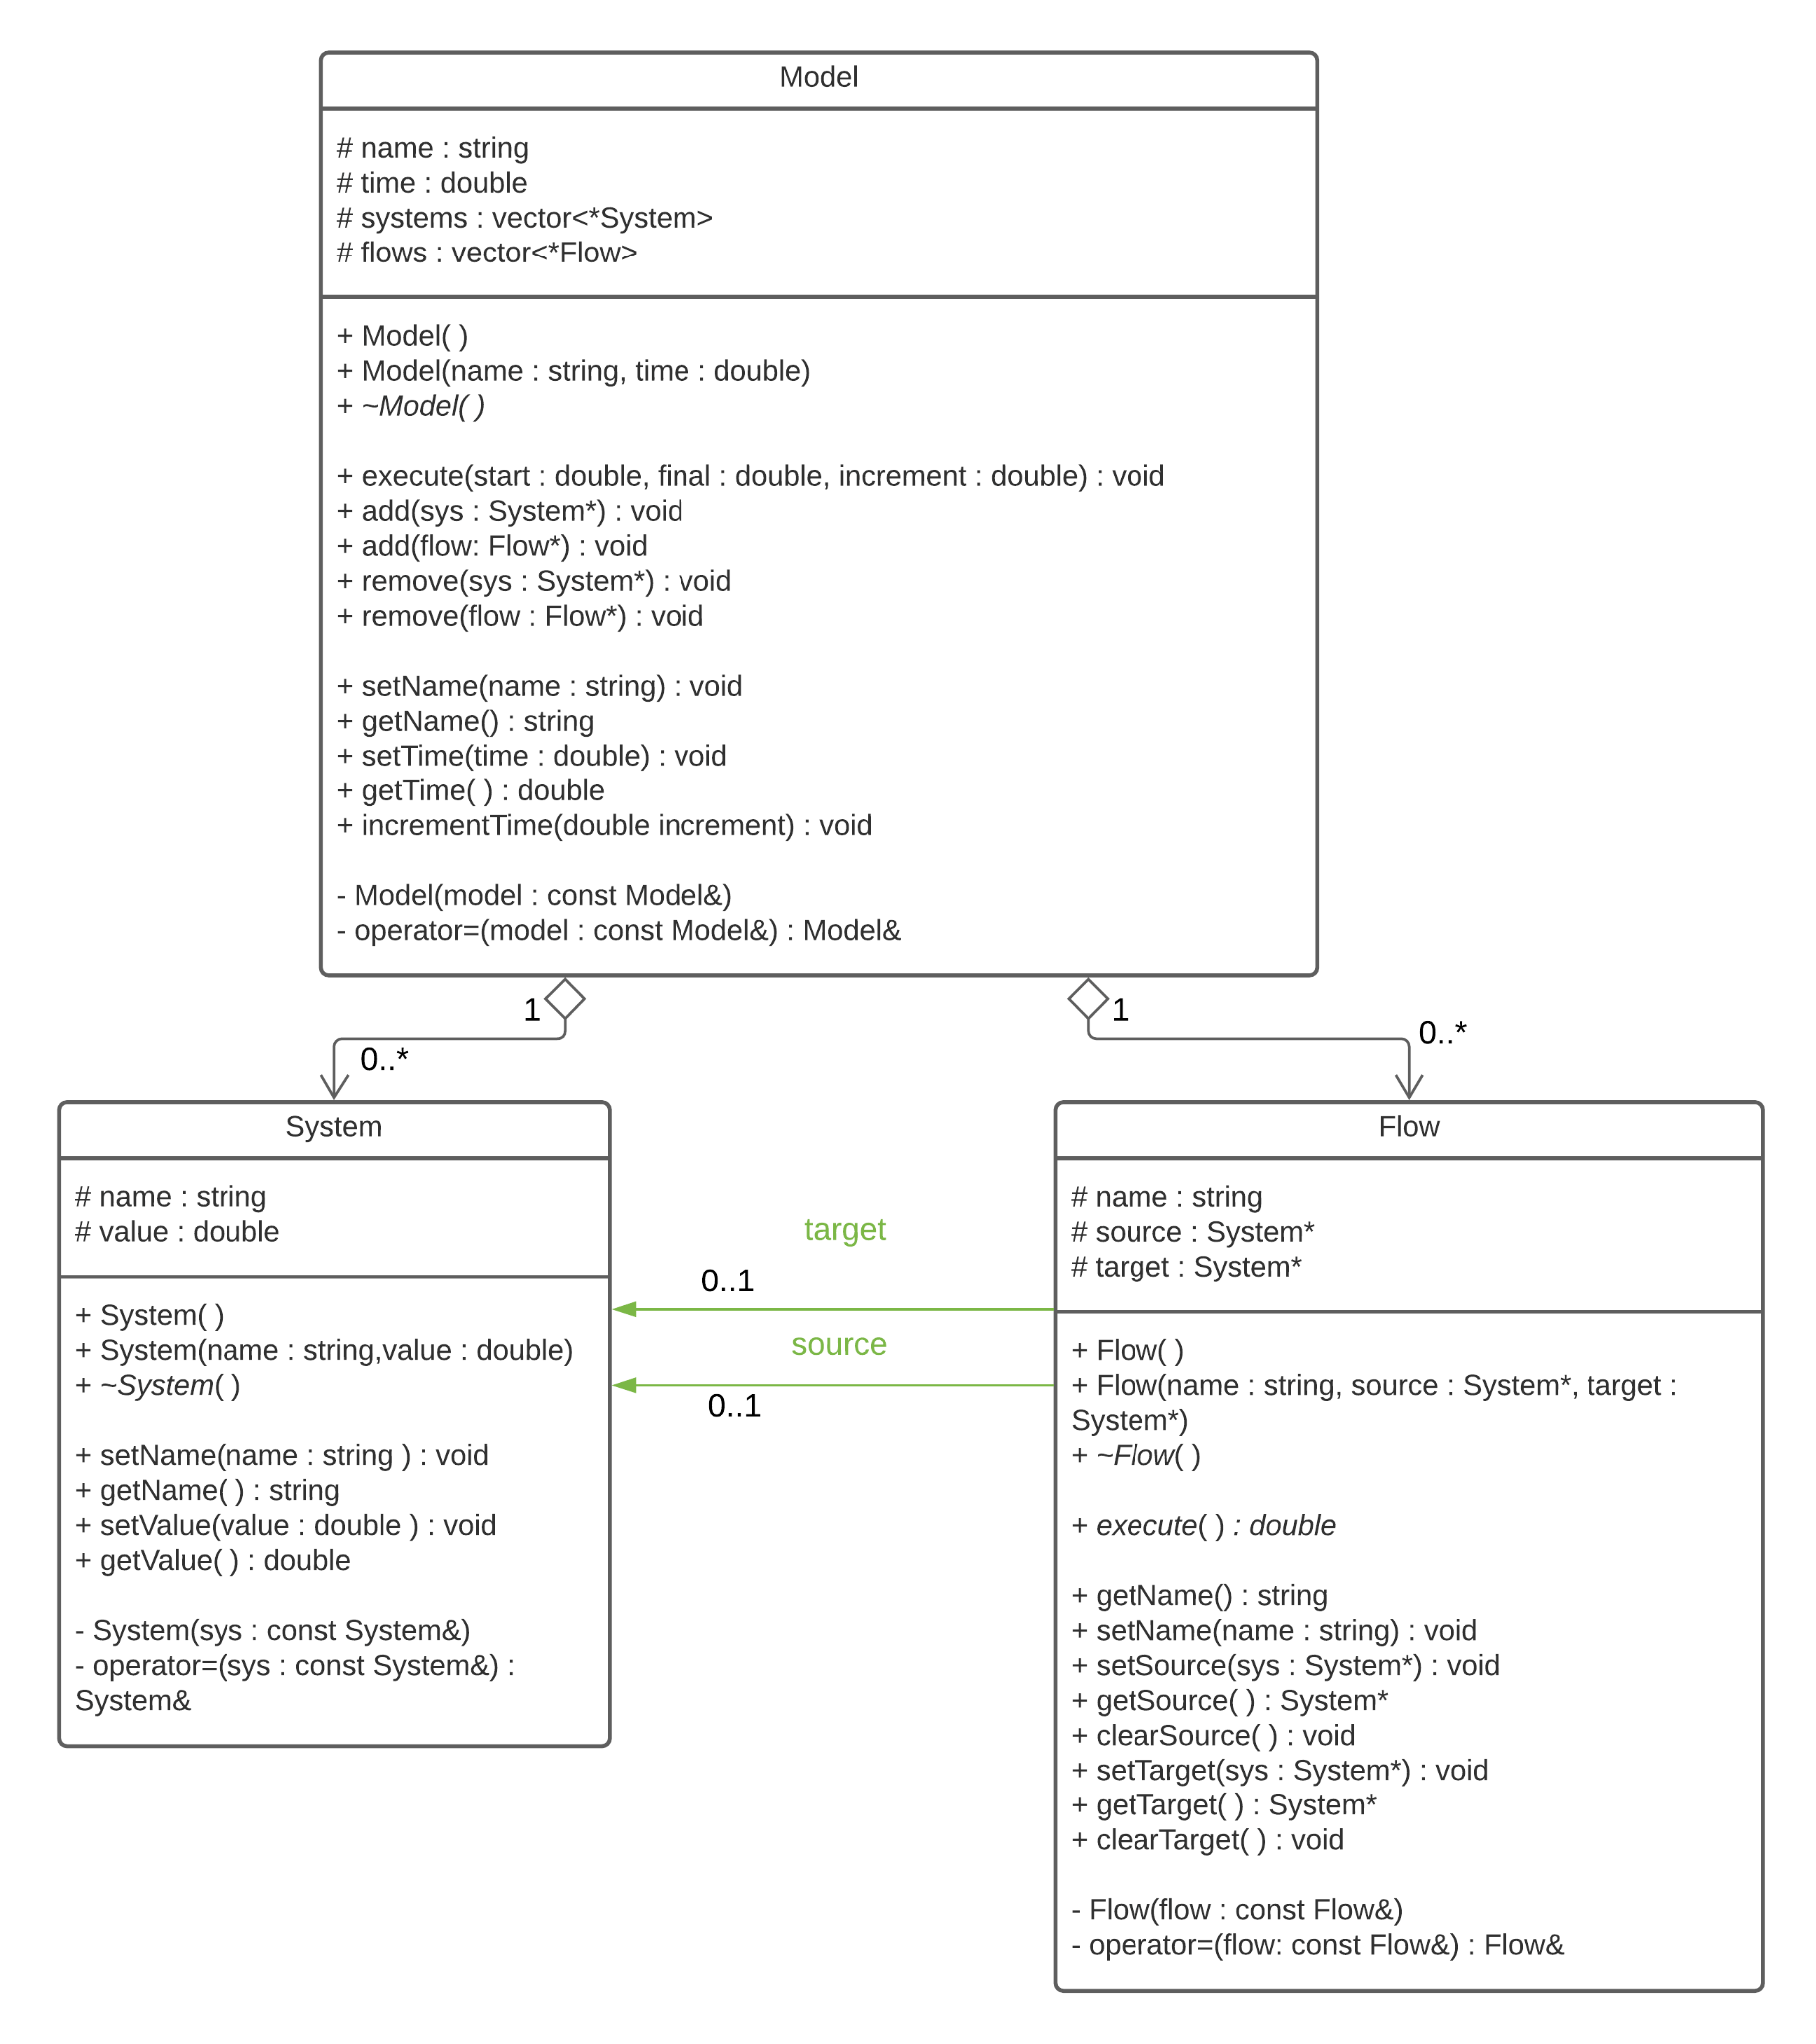 Model
# name : string
# time : double
# systems : vector<*System>
# flows : vector<*Flow>
+ Model( )
+ Model(name : string, time : double)
+ ~Model( )
+ execute(start : double, final : double, increment : double) : void
+ add(sys : System*) : void
+ add(flow: Flow*) : void
+ remove(sys : System*) : void
+ remove(flow : Flow*) : void
+ setName(name : string) : void
+ getName() : string
+ setTime(time : double) : void
+ getTime( ) : double
+ incrementTime(double increment) : void
- Model(model : const Model&)
- operator=(model : const Model&) : Model&
1
0..*
1
0..*
System
# name : string
# value : double
+ System( )
+ System(name : string,value : double)
+ ~System( )
+ setName(name : string ) : void
+ getName( ) : string
+ setValue(value : double ) : void
+ getValue( ) : double
- System(sys : const System&)
- operator=(sys : const System&) :
System&
target
0..1
source
0..1
Flow
# name : string
# source : System*
# target : System*
+ Flow( )
+ Flow(name : string, source : System*, target :
System*)
+ ~Flow( )
+ execute( ) : double
+ getName() : string
+ setName(name : string) : void
+ setSource(sys : System*) : void
+ getSource( ) : System*
+ clearSource( ) : void
+ setTarget(sys : System*) : void
+ getTarget( ) : System*
+ clearTarget( ) : void
- Flow(flow : const Flow&)
- operator=(flow: const Flow&) : Flow&